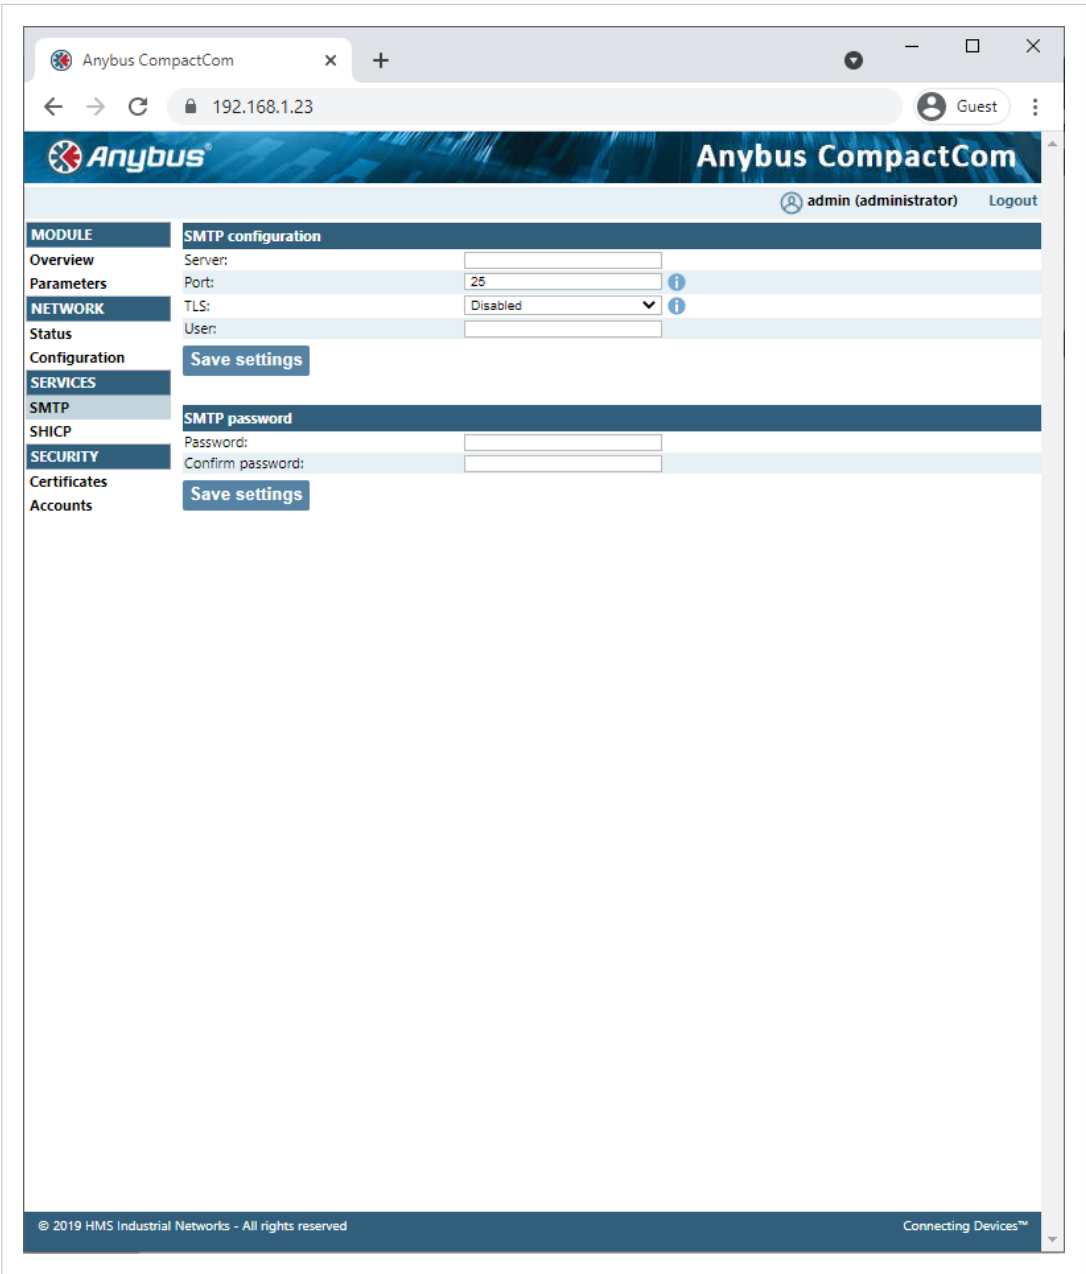 Anybus CompactCom
192.168.1.23
Guest
Anybus®
Anybus CompactCom
admin (administrator) Logout
MODULE
Overview
Parameters
NETWORK
Status
Configuration
SERVICES
SMTP
SHICP
SECURITY
Certificates
Accounts
SMTP configuration
Server:
Port: 25
TLS: Disabled
User:
Save settings
SMTP password
Password:
Confirm password:
Save settings
© 2019 HMS Industrial Networks - All rights reserved
Connecting Devices™